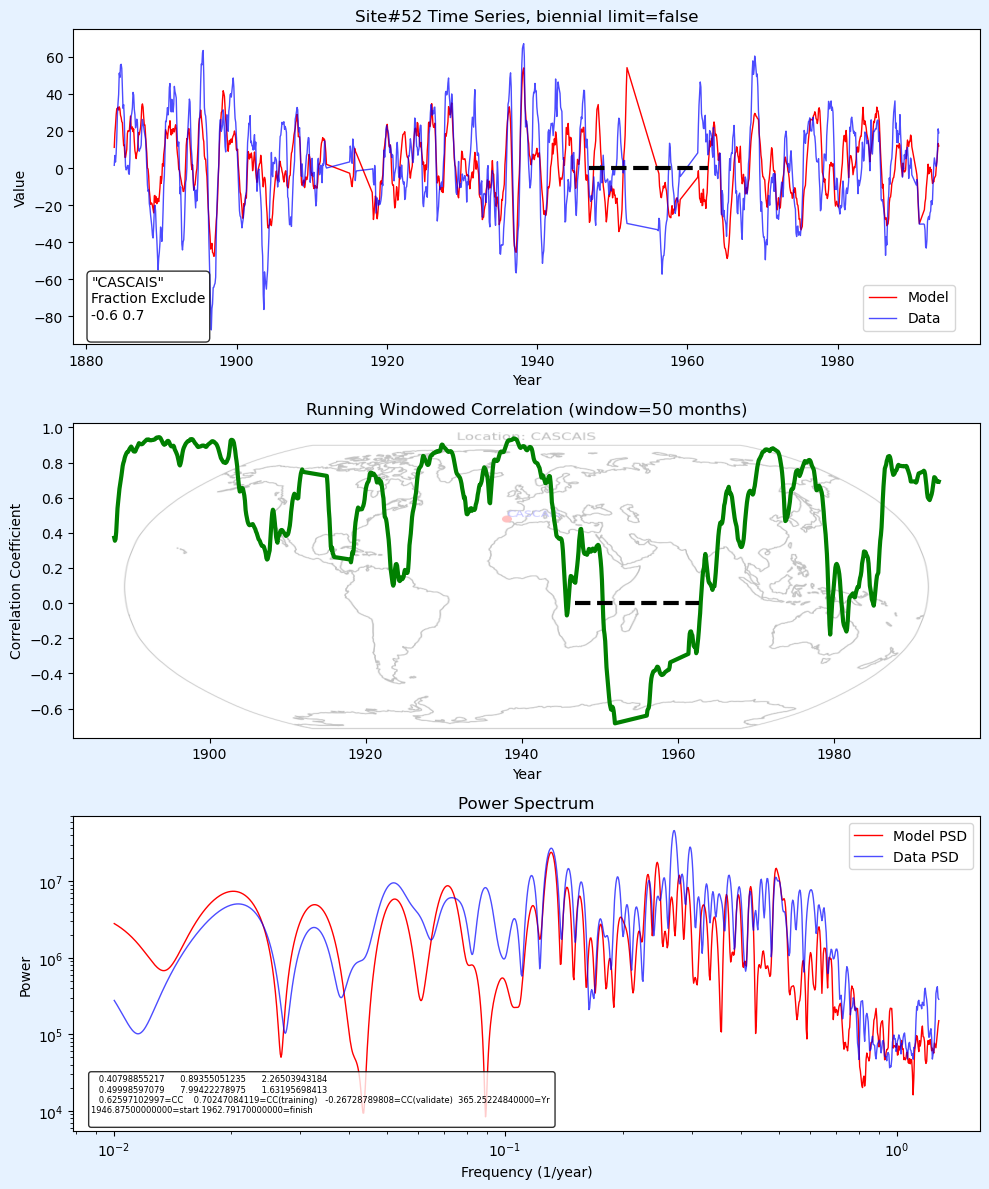 Site#52 Time Series, biennial limit=false
Value
60
40
20
0
−20
−40
−60
−80
"CASCAIS"
Fraction Exclude
-0.6 0.7
Model
Data
1880
1900
1920
1940
1960
1980
Year
Running Windowed Correlation (window=50 months)
Location: CASCAIS
CASCAIS
Correlation Coefficient
1.0
0.8
0.6
0.4
0.2
0.0
−0.2
−0.4
−0.6
1900
1920
1940
1960
1980
Year
Power Spectrum
Model PSD
Data PSD
Power
10^7
10^6
10^5
10^4
0.40798855217 0.89355051235 2.26503943184
0.49998597079 7.99422278975 1.63195698413
0.62597102997=CC 0.70247084119=CC(training) -0.26728789808=CC(validate) 365.25224840000=Yr
1946.87500000000=start 1962.79170000000=finish
10^−2
10^−1
10^0
Frequency (1/year)